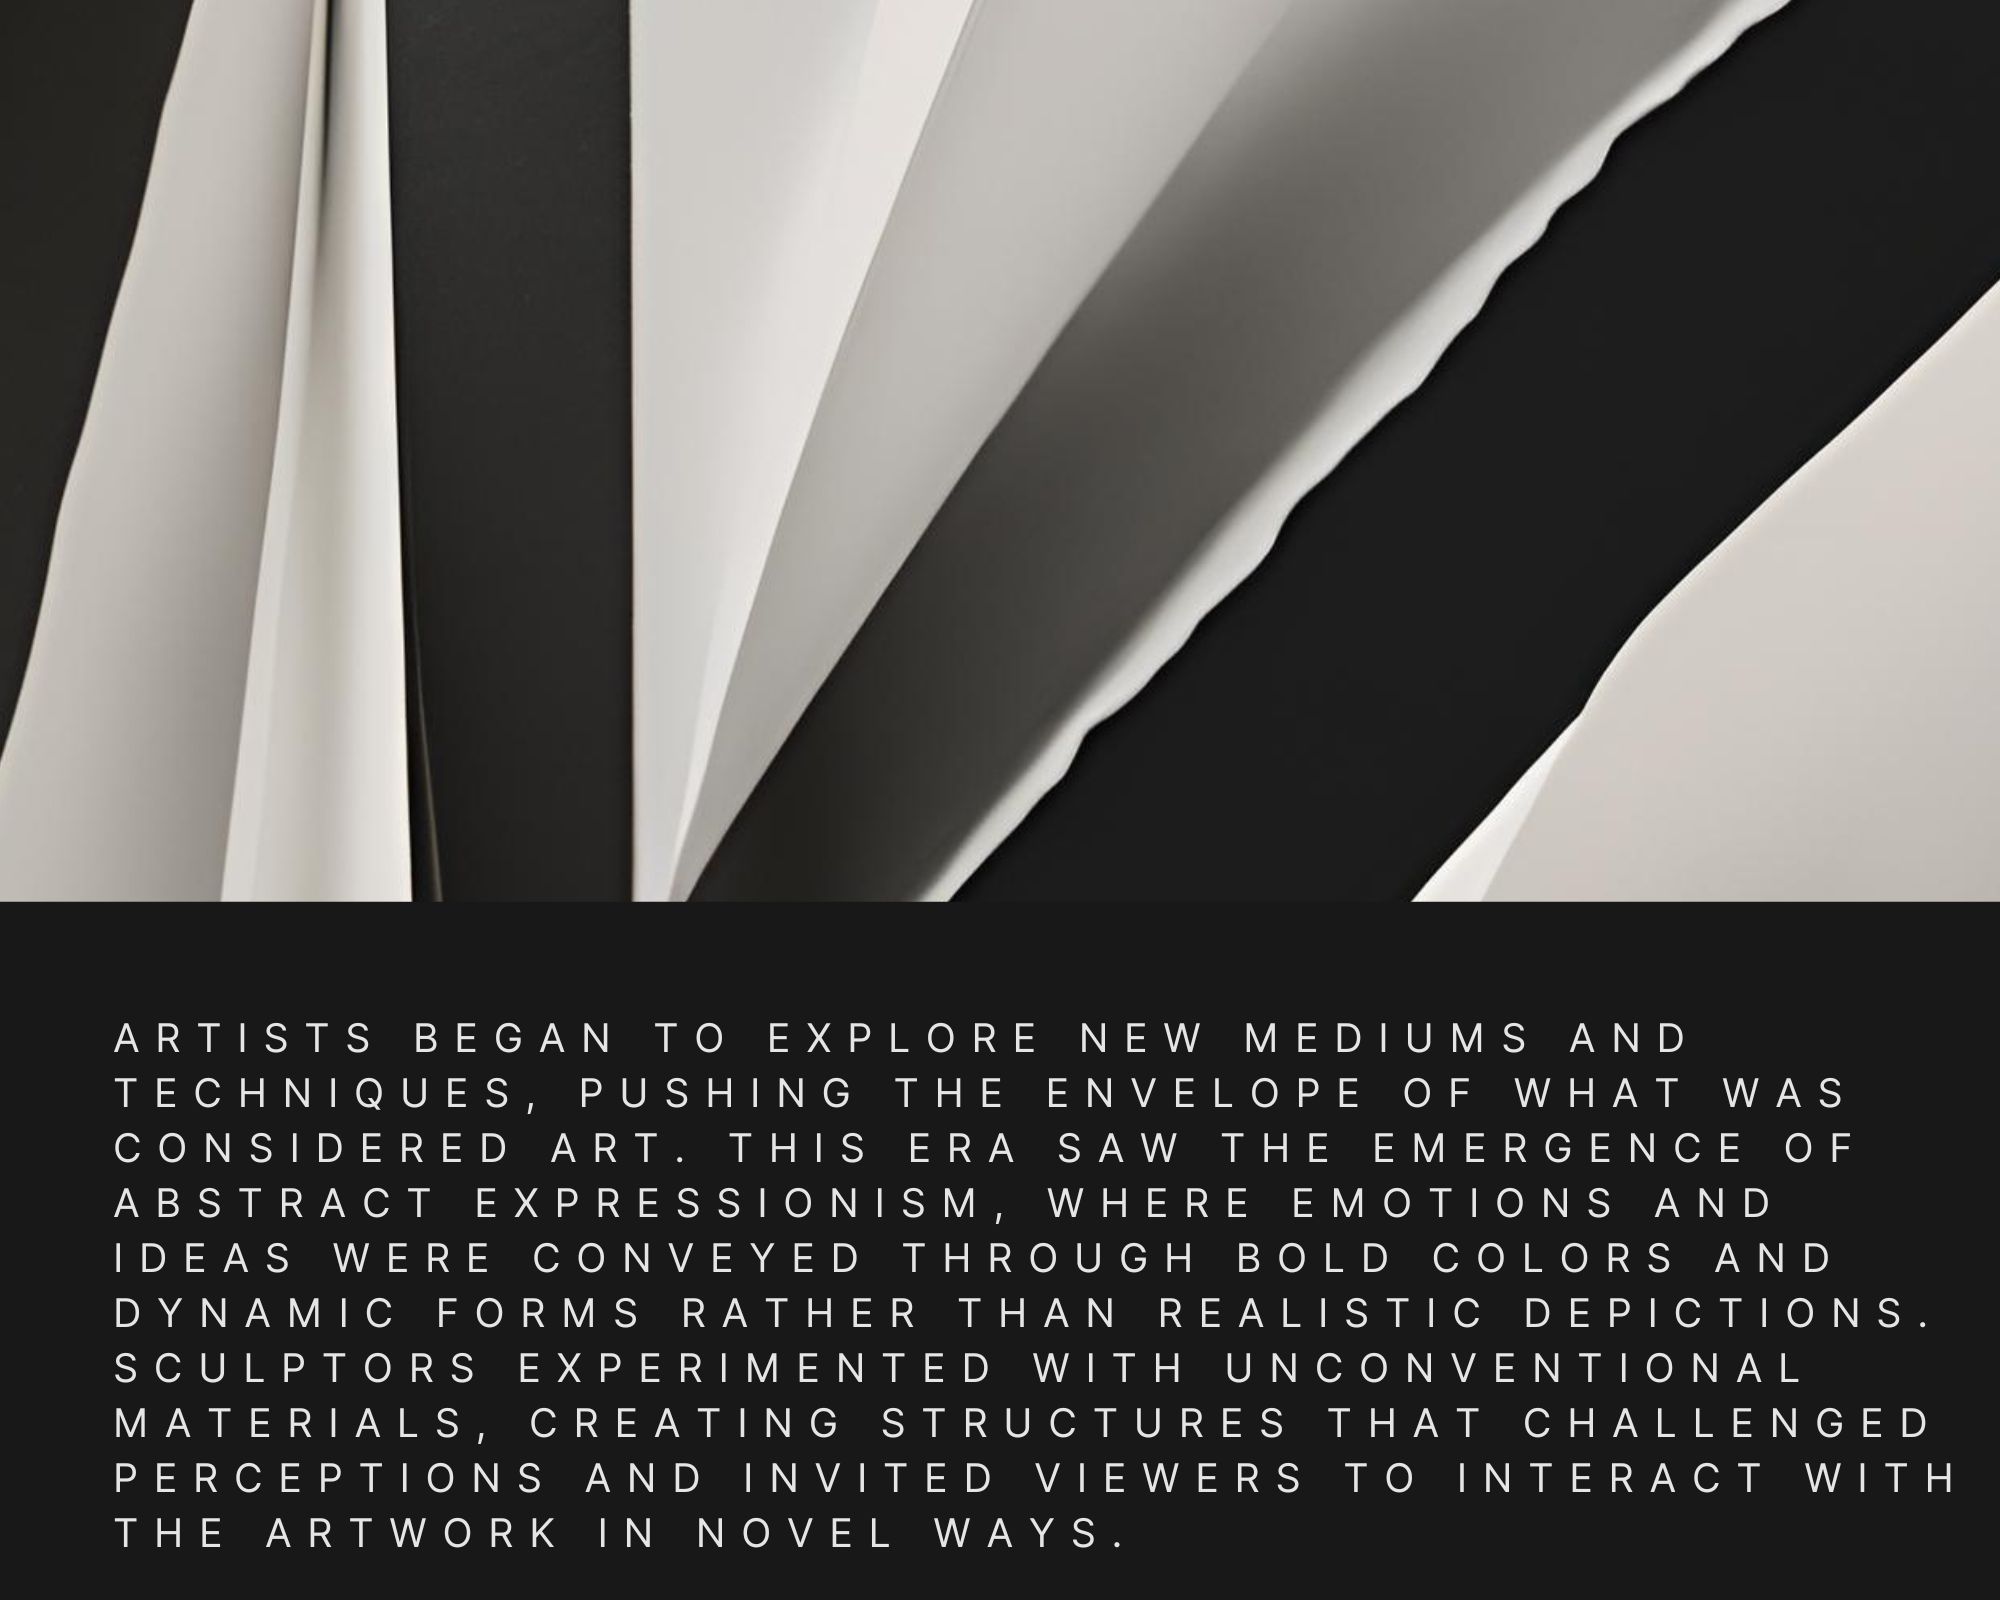 ARTISTS BEGAN TO EXPLORE NEW MEDIUMS AND
TECHNIQUES, PUSHING THE ENVELOPE OF WHAT WAS
CONSIDERED ART. THIS ERA SAW THE EMERGENCE OF
ABSTRACT EXPRESSIONISM, WHERE EMOTIONS AND
IDEAS WERE CONVEYED THROUGH BOLD COLORS AND
DYNAMIC FORMS RATHER THAN REALISTIC DEPICTIONS.
SCULPTORS EXPERIMENTED WITH UNCONVENTIONAL
MATERIALS, CREATING STRUCTURES THAT CHALLENGED
PERCEPTIONS AND INVITED VIEWERS TO INTERACT WITH
THE ARTWORK IN NOVEL WAYS.